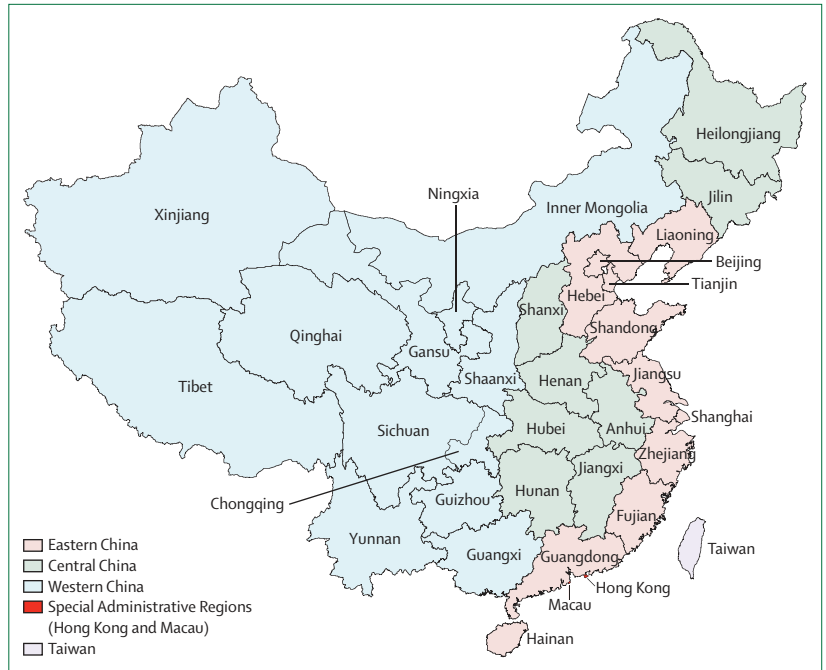 Heilongjiang
Jilin
Ningxia
Xinjiang
Inner Mongolia
Liaoning
Beijing
Tianjin
Hebei
Shanxi
Shandong
Qinghai
Gansu
Jiangsu
Shaanxi
Henan
Tibet
Shanghai
Sichuan
Hubei
Anhui
Zhejiang
Jiangxi
Chongqing
Guizhou
Hunan
Fujian
Yunnan
Guangxi
Guangdong
Taiwan
Hong Kong
Macau
Hainan
Eastern China
Central China
Western China
Special Administrative Regions
(Hong Kong and Macau)
Taiwan